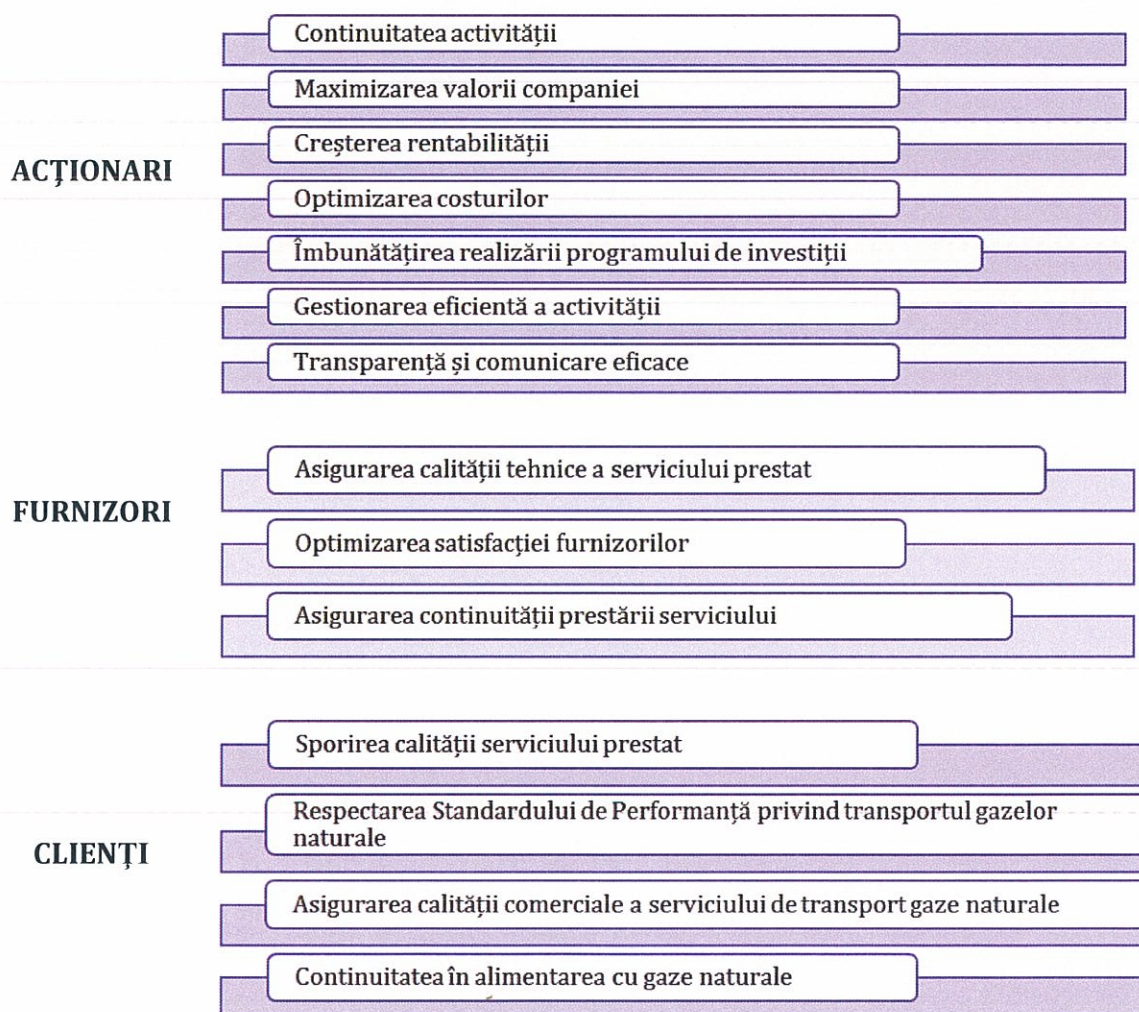 ACȚIONARI
Continuitatea activității
Maximizarea valorii companiei
Creșterea rentabilității
Optimizarea costurilor
Îmbunătățirea realizării programului de investiții
Gestionarea eficientă a activității
Transparență și comunicare eficace
FURNIZORI
Asigurarea calității tehnice a serviciului prestat
Optimizarea satisfacției furnizorilor
Asigurarea continuității prestării serviciului
CLIENȚI
Sporirea calității serviciului prestat
Respectarea Standardului de Performanță privind transportul gazelor
naturale
Asigurarea calității comerciale a serviciului de transport gaze naturale
Continuitatea în alimentarea cu gaze naturale